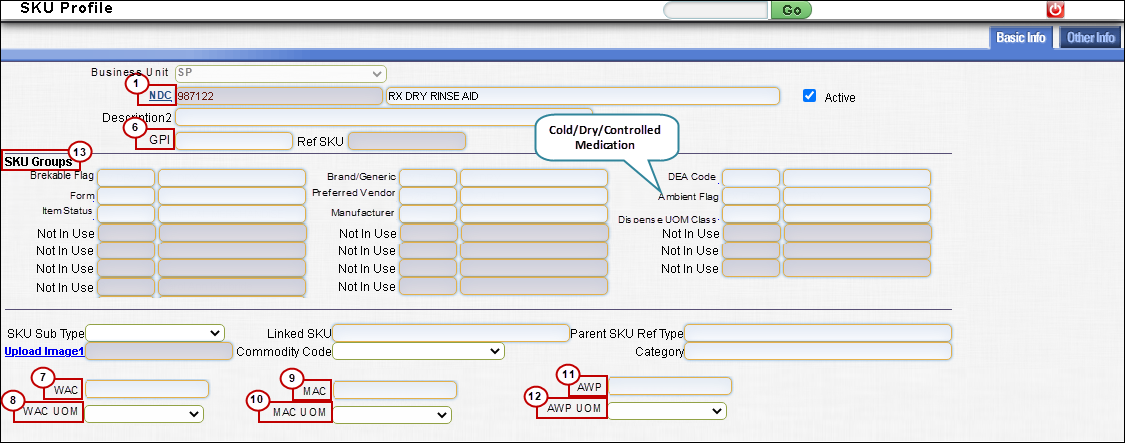 SKU Profile
Go
Basic Info Other Info
Business Unit SP
1 NDC 987122 RX DRY RINSE AID Active
Description2
6 GPI Ref SKU
Cold/Dry/Controlled
Medication
SKU Groups 13
Brekable Flag Brand/Generic DEA Code
Form Preferred Vendor Ambient Flag
Item Status Manufacturer Dispense UOM Class
Not In Use Not In Use Not In Use
Not In Use Not In Use Not In Use
Not In Use Not In Use Not In Use
Not In Use Not In Use
SKU Sub Type Linked SKU Parent SKU Ref Type
Upload Image1 Commodity Code Category
7 WAC 9 MAC 11 AWP
8 WAC UOM 10 MAC UOM 12 AWP UOM